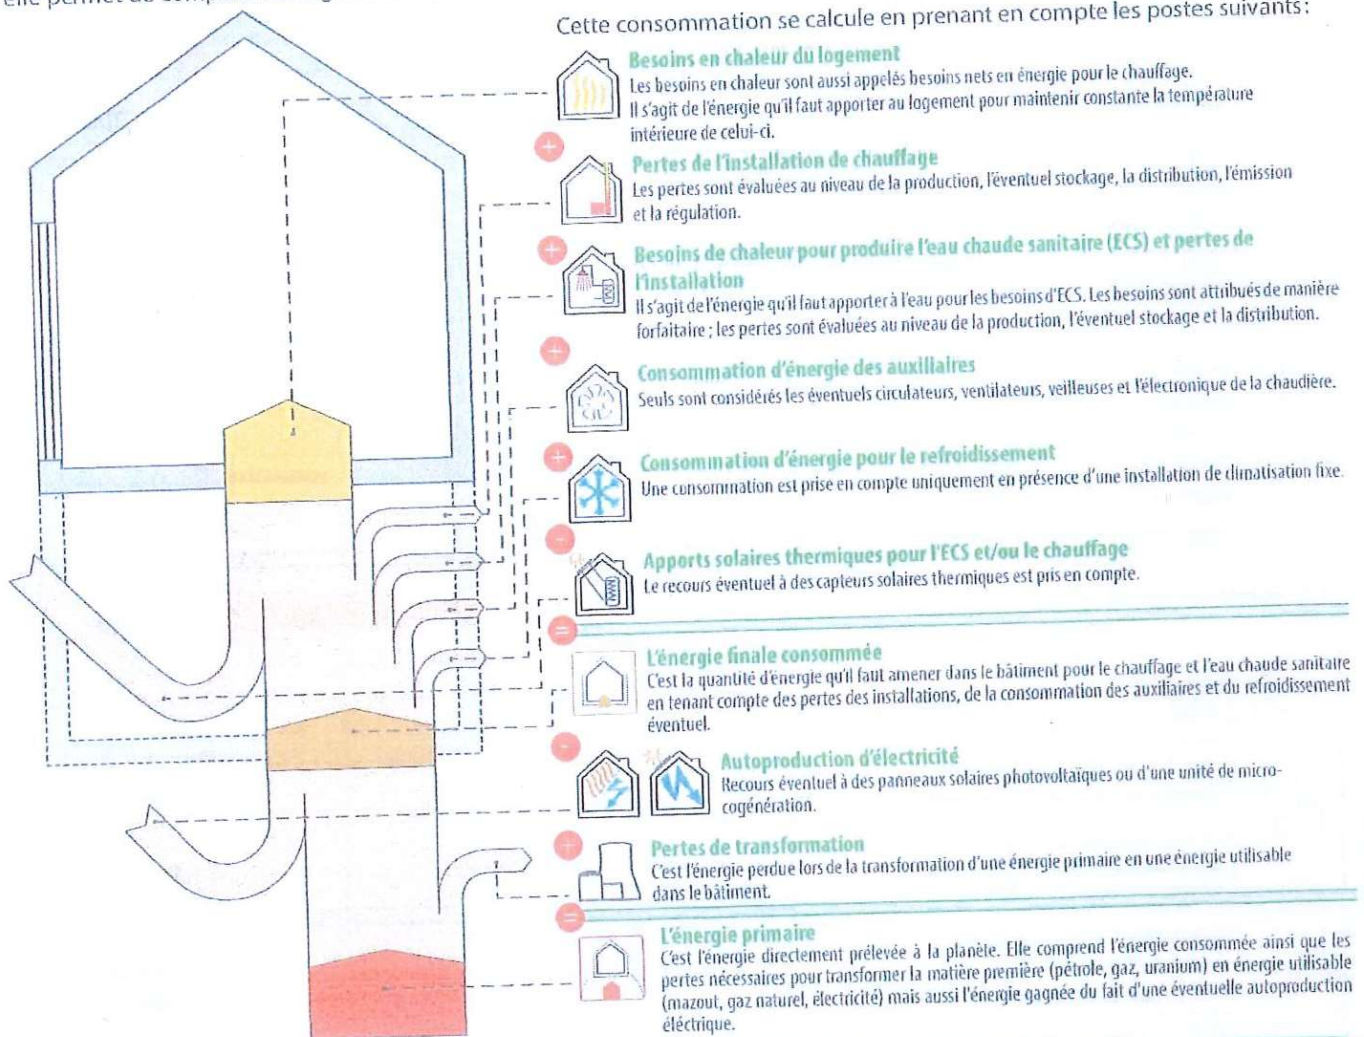 elle permet de comp
Cette consommation se calcule en prenant en compte les postes suivants:
Besoins en chaleur du logement
Les besoins en chaleur sont aussi appelés besoins nets en énergie pour le chauffage.
Il s'agit de l'énergie qu'il faut apporter au logement pour maintenir constante la température
intérieure de celui-ci.
+
Pertes de l'installation de chauffage
Les pertes sont évaluées au niveau de la production, l'éventuel stockage, la distribution, l'émission
et la régulation.
+
Besoins de chaleur pour produire l'eau chaude sanitaire (ECS) et pertes de
l'installation
Il s'agit de l'énergie qu'il faut apporter à l'eau pour les besoins d'ECS. Les besoins sont attribués de manière
forfaitaire ; les pertes sont évaluées au niveau de la production, l'éventuel stockage et la distribution.
+
Consommation d'énergie des auxiliaires
Seuls sont considérés les éventuels circulateurs, ventilateurs, veilleuses et l'électronique de la chaudière.
+
Consommation d'énergie pour le refroidissement
Une consommation est prise en compte uniquement en présence d'une installation de climatisation fixe.
-
Apports solaires thermiques pour l'ECS et/ou le chauffage
Le recours éventuel à des capteurs solaires thermiques est pris en compte.
=
L'énergie finale consommée
C'est la quantité d'énergie qu'il faut amener dans le bâtiment pour le chauffage et l'eau chaude sanitaire
en tenant compte des pertes des installations, de la consommation des auxiliaires et du refroidissement
éventuel.
-
Autoproduction d'électricité
Recours éventuel à des panneaux solaires photovoltaïques ou d'une unité de micro-
cogénération.
+
Pertes de transformation
C'est l'énergie perdue lors de la transformation d'une énergie primaire en une énergie utilisable
dans le bâtiment.
=
L'énergie primaire
C'est l'énergie directement prélevée à la planète. Elle comprend l'énergie consommée ainsi que les
pertes nécessaires pour transformer la matière première (pétrole, gaz, uranium) en énergie utilisable
(mazout, gaz naturel, électricité) mais aussi l'énergie gagnée du fait d'une éventuelle autoproduction
éléctrique.